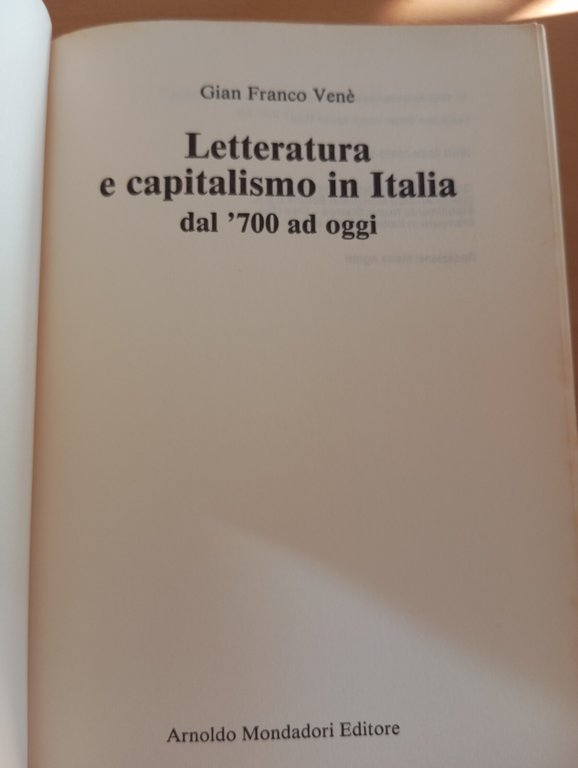 Gian Franco Venè
Letteratura
e capitalismo in Italia
dal ’700 ad oggi
Arnoldo Mondadori Editore